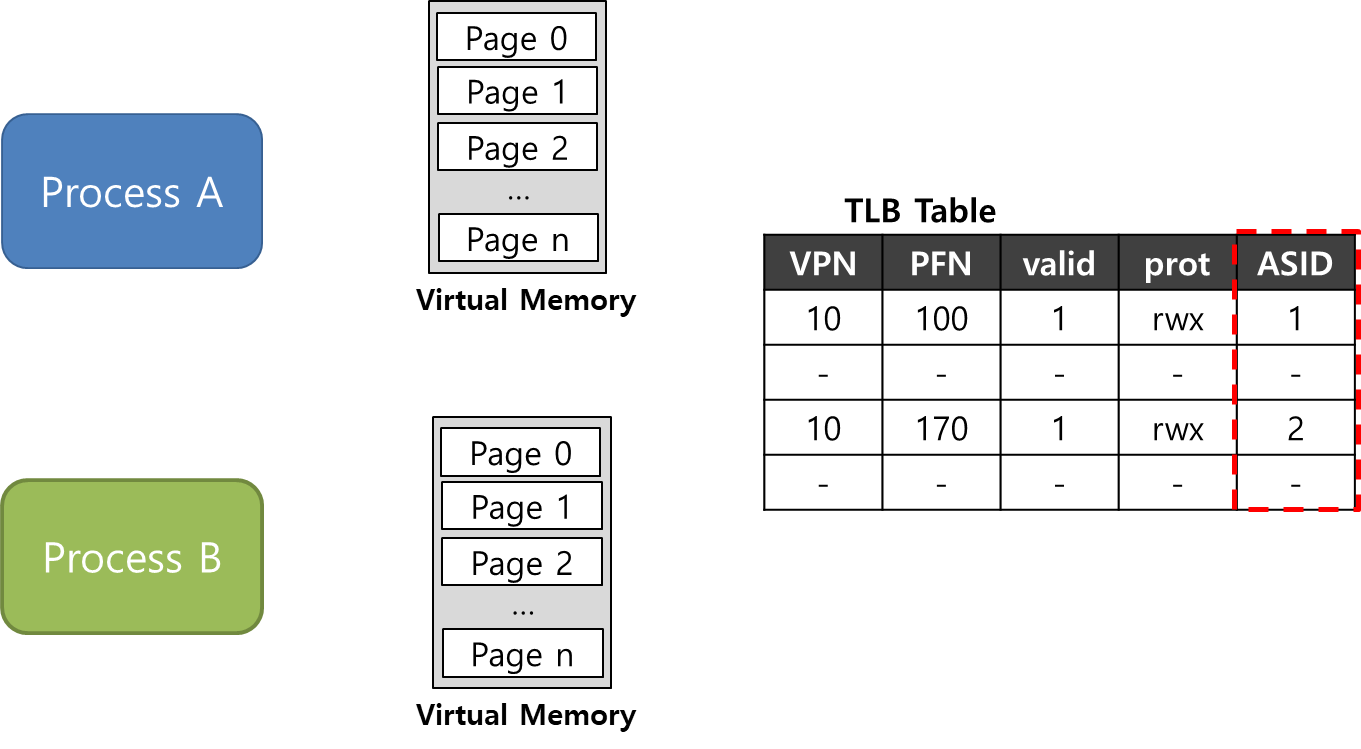 Process A
Page 0
Page 1
Page 2
...
Page n
Virtual Memory
Process B
Page 0
Page 1
Page 2
...
Page n
Virtual Memory
TLB Table
VPN PFN valid prot ASID
10 100 1 rwx 1
- - - - -
10 170 1 rwx 2
- - - - -